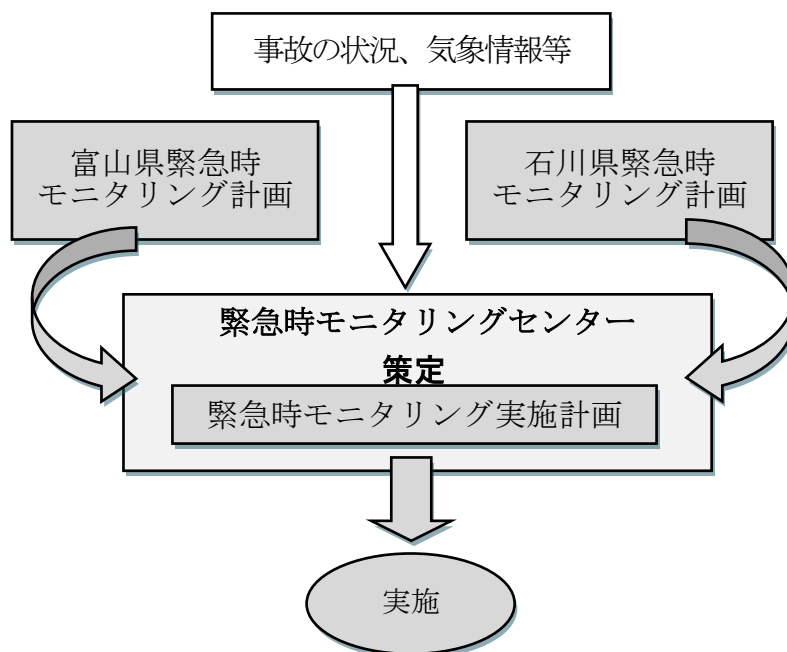 事故の状況、気象情報等
富山県緊急時
モニタリング計画
石川県緊急時
モニタリング計画
緊急時モニタリングセンター
策定
緊急時モニタリング実施計画
実施